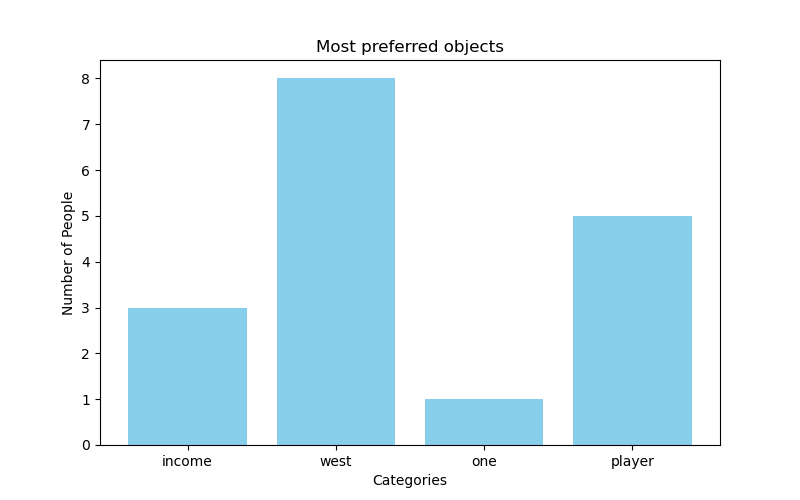 Most preferred objects
8
7
6
5
4
3
2
1
0
Number of People
income west one player
Categories